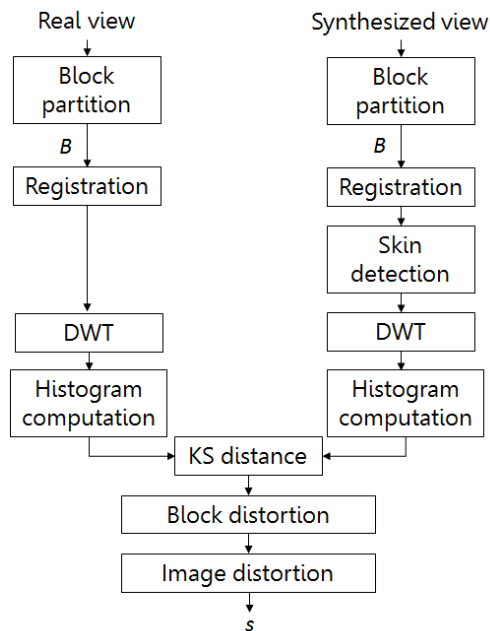 Real view
Synthesized view
Block
partition
Block
partition
B
B
Registration
Registration
Skin
detection
DWT
DWT
Histogram
computation
Histogram
computation
KS distance
Block distortion
Image distortion
s